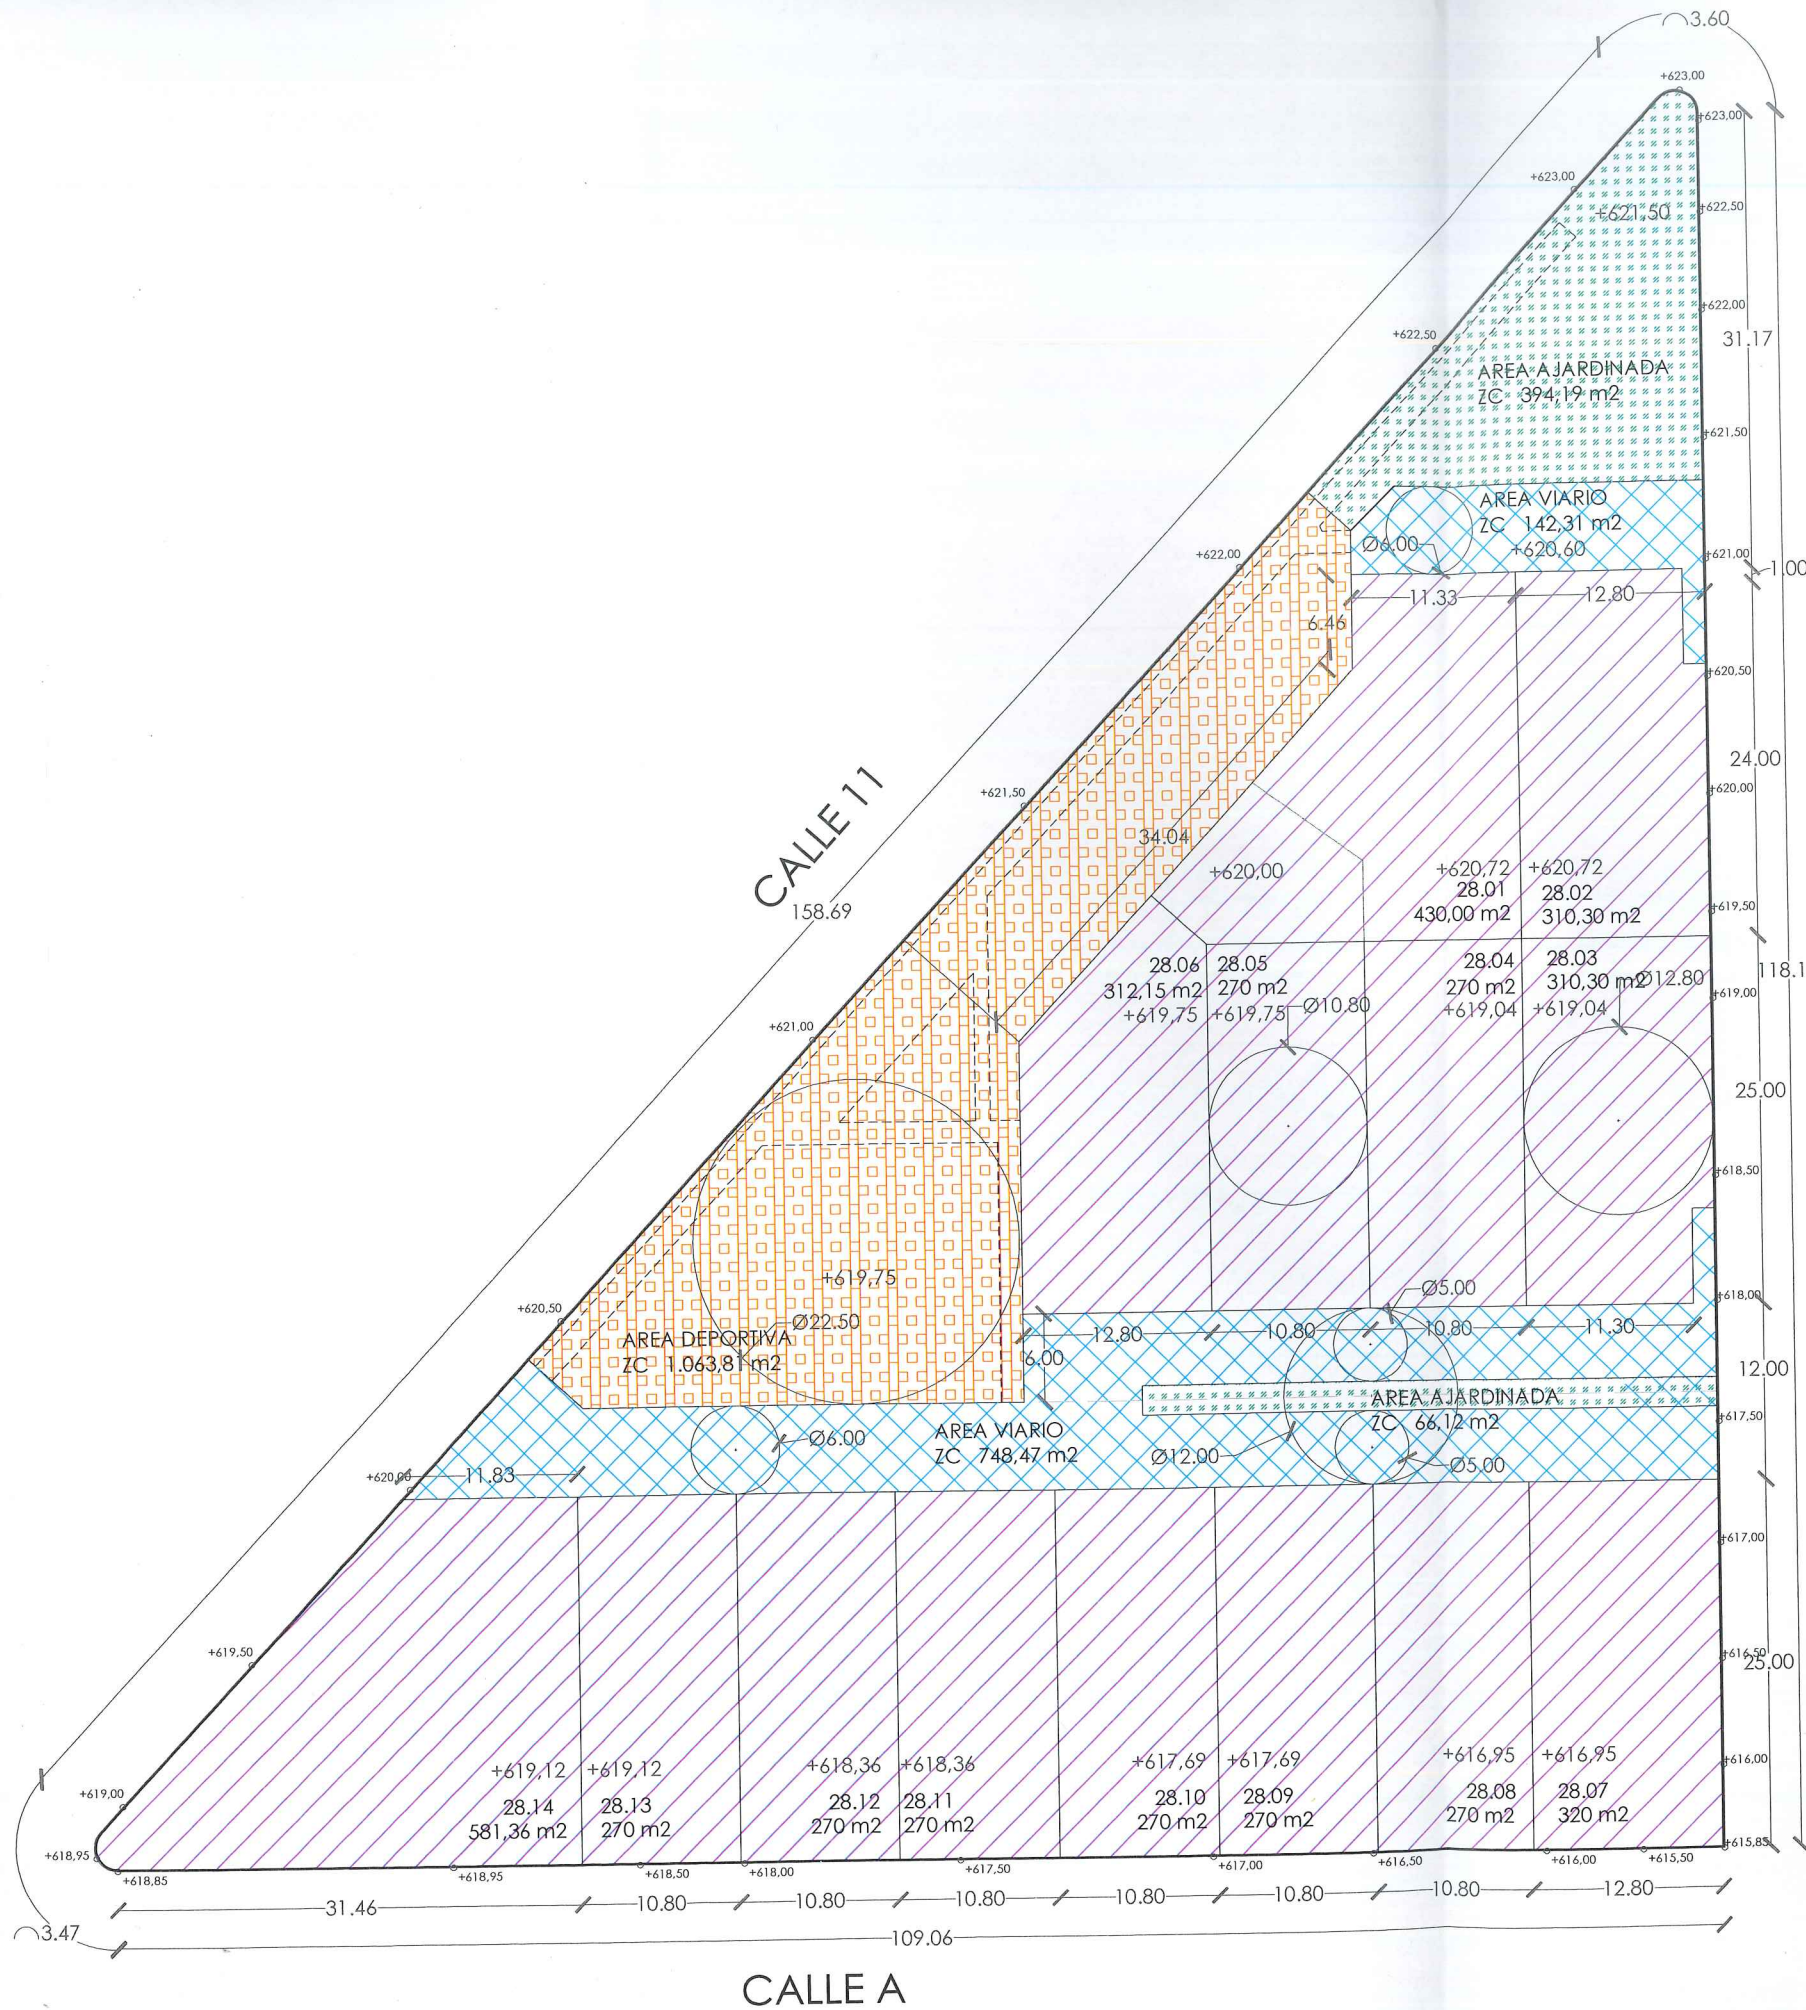 3.60
+623,00
+623,00
+623,00
+621,50
+622,50
+622,00
31.17
+622,50
AREA AJARDINADA
ZC 394,19 m2
+621,50
AREA VIARIO
ZC 142,31 m2
+620,60
Ø6.00
+622,00
+621,00
1.00
11.33
12.80
6.46
+620,50
24.00
+620,00
CALLE 11
158.69
+621,50
34.04
+620,00
+620,72
28.01
430,00 m2
+620,72
28.02
310,30 m2
+619,50
28.06
312,15 m2
+619,75
28.05
270 m2
+619,75
Ø10.80
28.04
270 m2
+619,04
28.03
310,30 m2
+619,04
Ø12.80
118.1
+619,00
+621,00
25.00
+618,50
+619,75
+620,50
Ø22.50
AREA DEPORTIVA
ZC 1.063,81 m2
Ø5.00
+618,00
12.80
10.80
10.80
11.30
6.00
12.00
AREA AJARDINADA
ZC 66,12 m2
+617,50
AREA VIARIO
ZC 748,47 m2
Ø6.00
Ø12.00
Ø5.00
+620,00
11.83
+617,00
+619,50
+616,50
25.00
+619,12
28.14
581,36 m2
+619,12
28.13
270 m2
+618,36
28.12
270 m2
+618,36
28.11
270 m2
+617,69
28.10
270 m2
+617,69
28.09
270 m2
+616,95
28.08
270 m2
+616,95
28.07
320 m2
+616,00
+619,00
+618,95
+618,85
+618,95
+618,50
+618,00
+617,50
+617,00
+616,50
+616,00
+615,50
+615,85
31.46
10.80
10.80
10.80
10.80
10.80
10.80
12.80
3.47
109.06
CALLE A